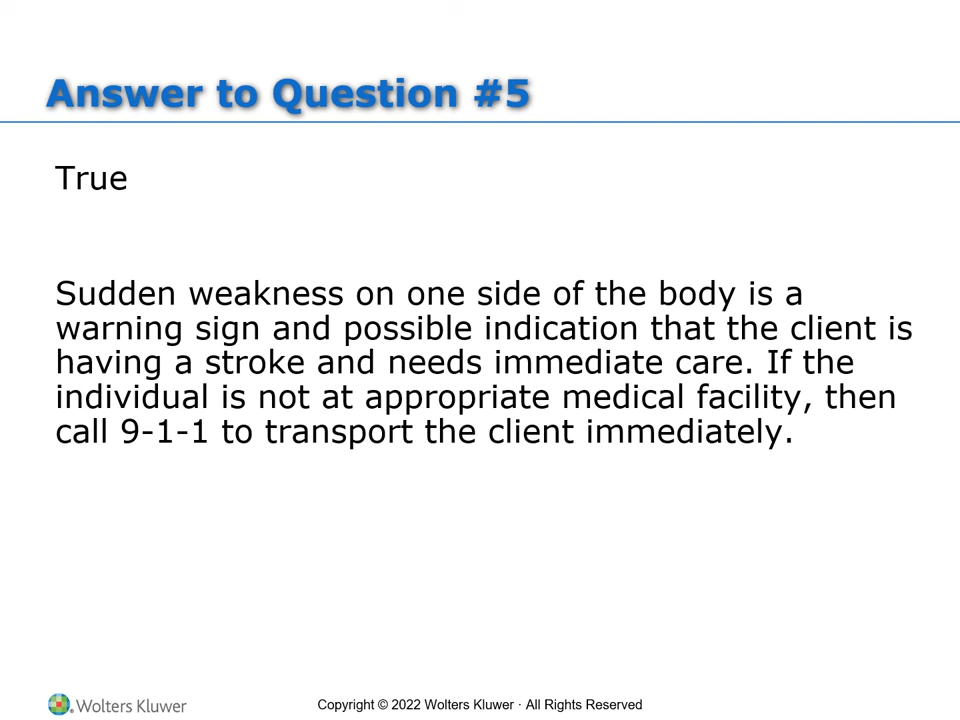 Answer to Question #5
True
Sudden weakness on one side of the body is a
warning sign and possible indication that the client is
having a stroke and needs immediate care. If the
individual is not at appropriate medical facility, then
call 9-1-1 to transport the client immediately.
Wolters Kluwer
Copyright © 2022 Wolters Kluwer · All Rights Reserved